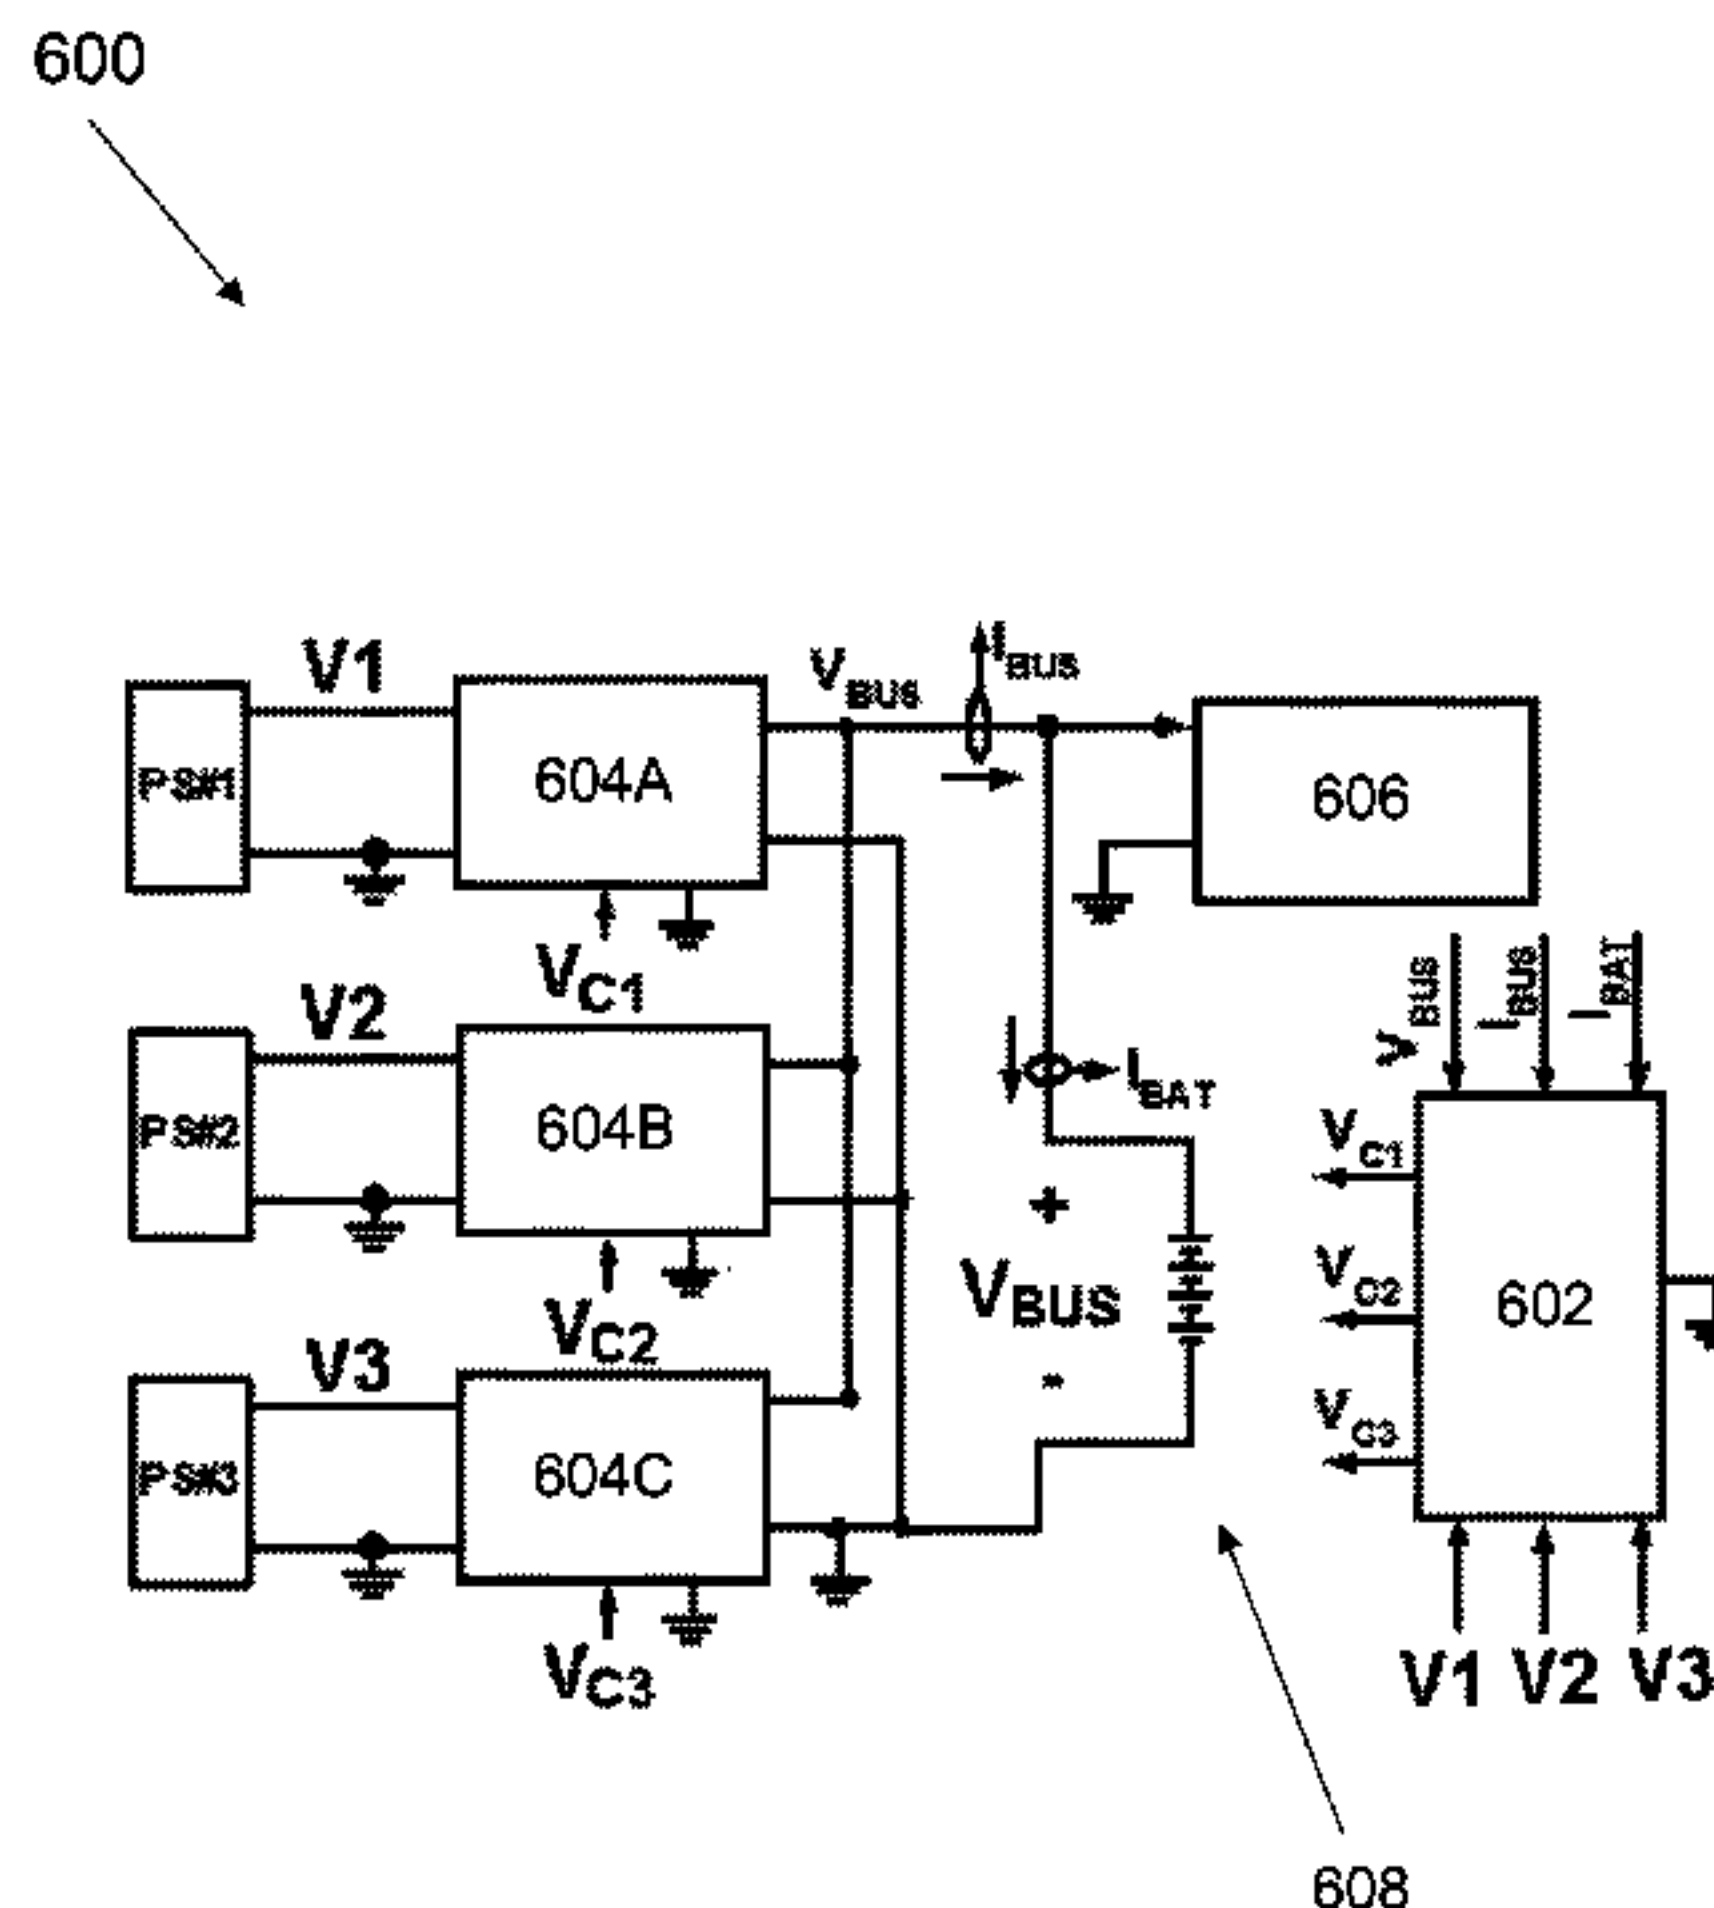 600
V1
VBUS
IBUS
PS#1
604A
606
VC1
V2
VBUS
IBUS
IBAT
PS#2
604B
IBAT
VC1
+
VBUS
-
VC2
602
VC2
V3
VC3
PS#3
604C
VC3
V1 V2 V3
608